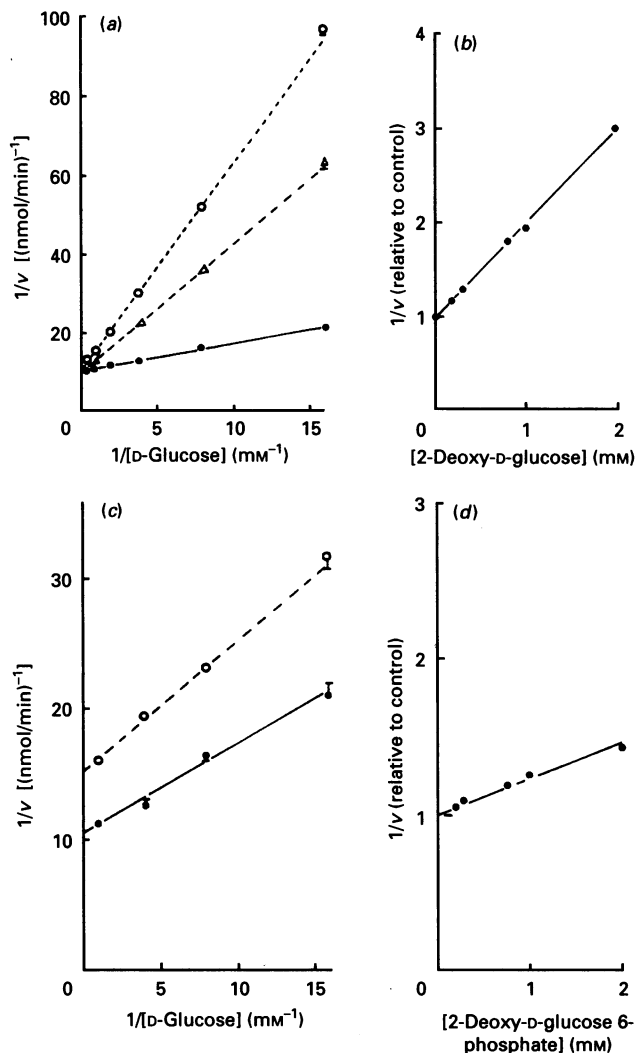 (a)
100
80
60
40
20
0
5
10
15
1/v [(nmol/min)⁻¹]
1/[D-Glucose] (mM⁻¹)
(b)
4
3
2
1
0
1
2
1/v (relative to control)
[2-Deoxy-D-glucose] (mM)
(c)
30
20
10
0
5
10
15
1/v [(nmol/min)⁻¹]
1/[D-Glucose] (mM⁻¹)
(d)
3
2
1
0
1
2
1/v (relative to control)
[2-Deoxy-D-glucose 6-
phosphate] (mM)